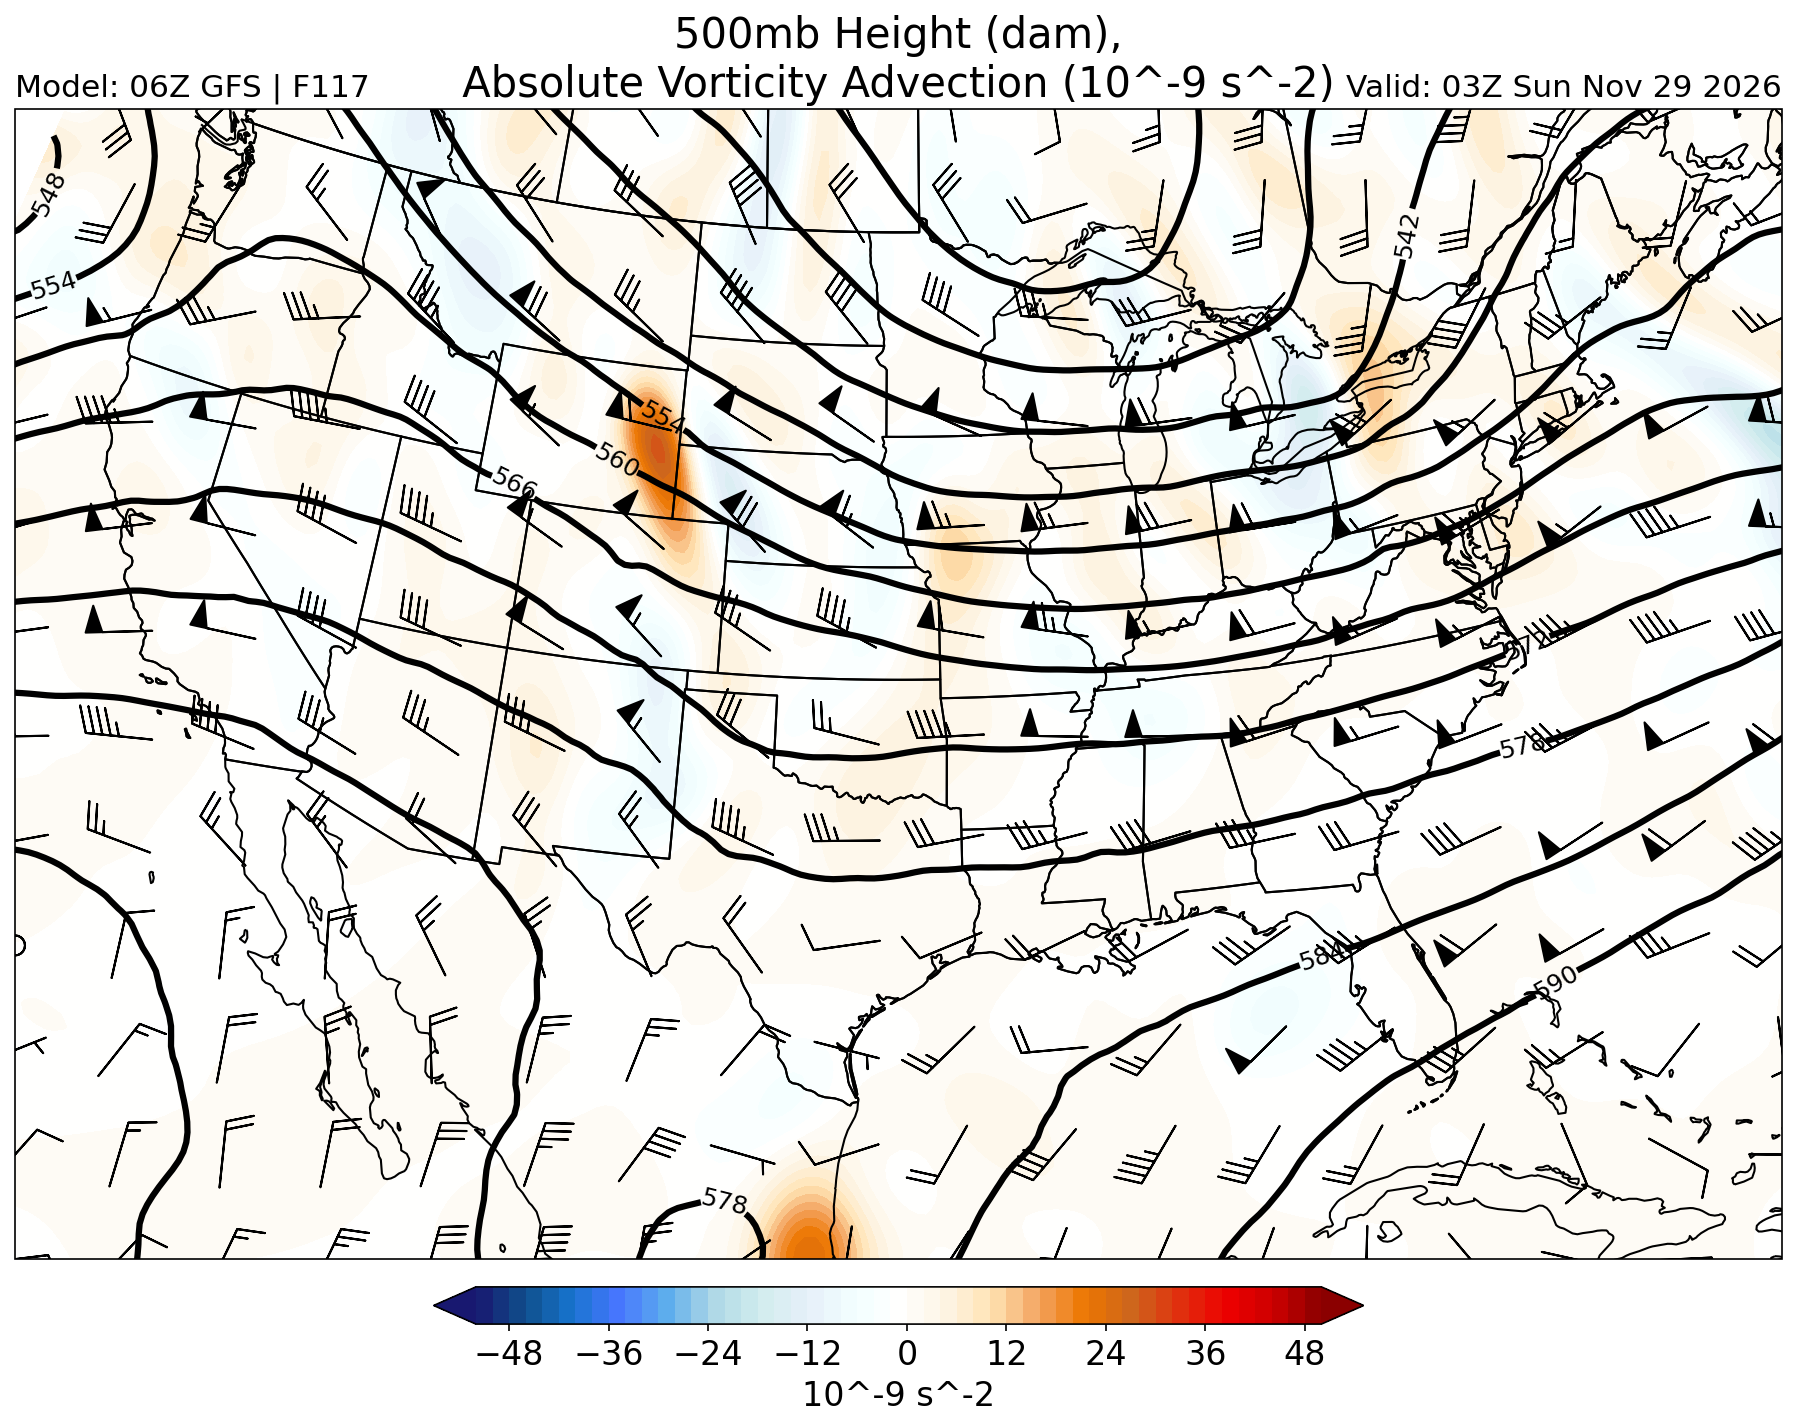 500mb Height (dam),
Model: 06Z GFS | F117
Absolute Vorticity Advection (10^-9 s^-2)
Valid: 03Z Sun Nov 29 2026
548
554
542
554
560
566
572
578
584
590
578
−48 −36 −24 −12 0 12 24 36 48
10^-9 s^-2